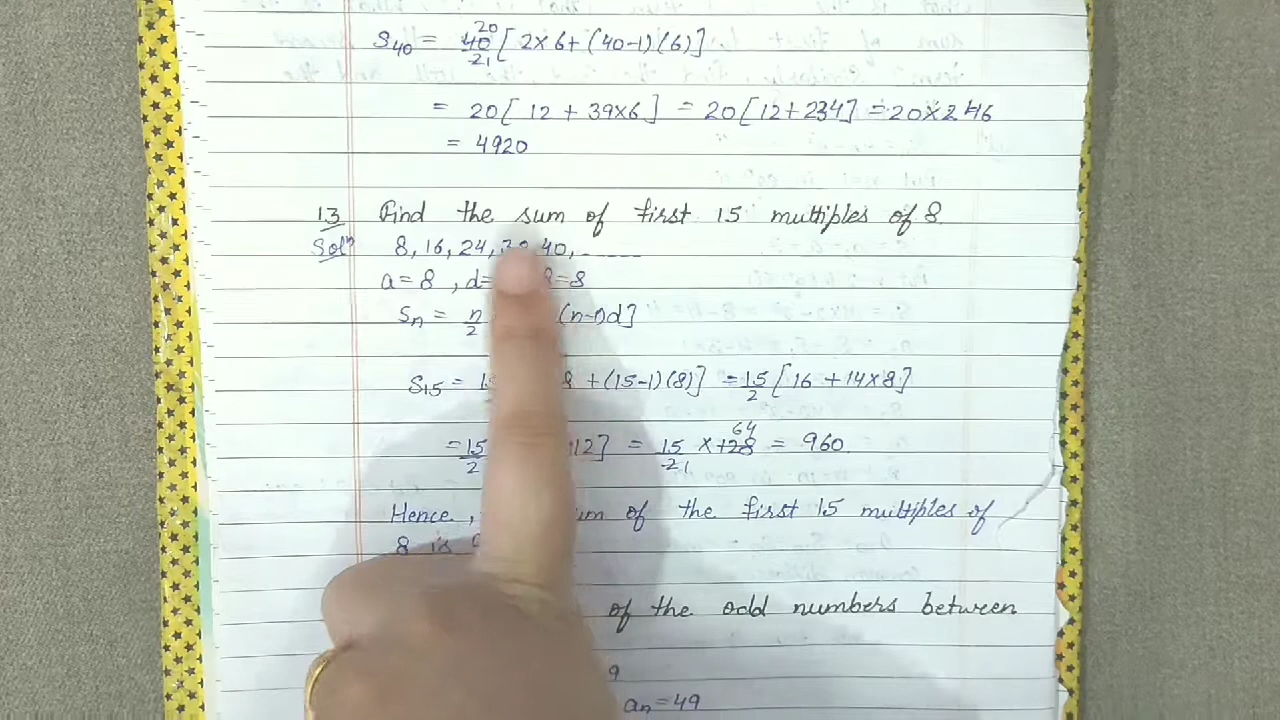 S40 = 40/2 [2×6+(40-1)(6)] 20 1
= 20[12 + 39×6] = 20[12+234] = 20×246
= 4920
13 Find the sum of first 15 multiples of 8.
Solⁿ 8, 16, 24, 40, ------
a=8, d= 8=8
Sn = n/2 (n-1)d]
S15 = +(15-1)(8)] = 15/2 [16 + 14×8]
= 15/2 112] = 15/2 × 128 = 960. 64 1
Hence, of the first 15 multiples of
8 is
of the odd numbers between
9
an = 49